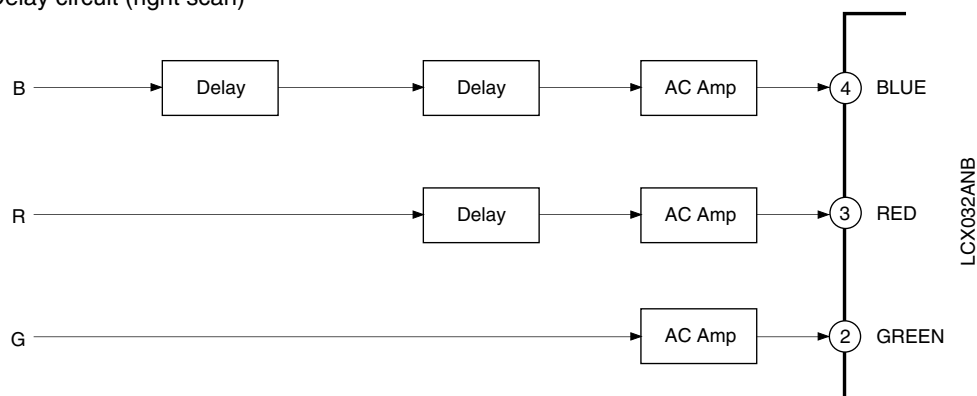 Delay circuit (right scan)
B Delay Delay AC Amp 4 BLUE
R Delay AC Amp 3 RED
G AC Amp 2 GREEN
LCX032ANB